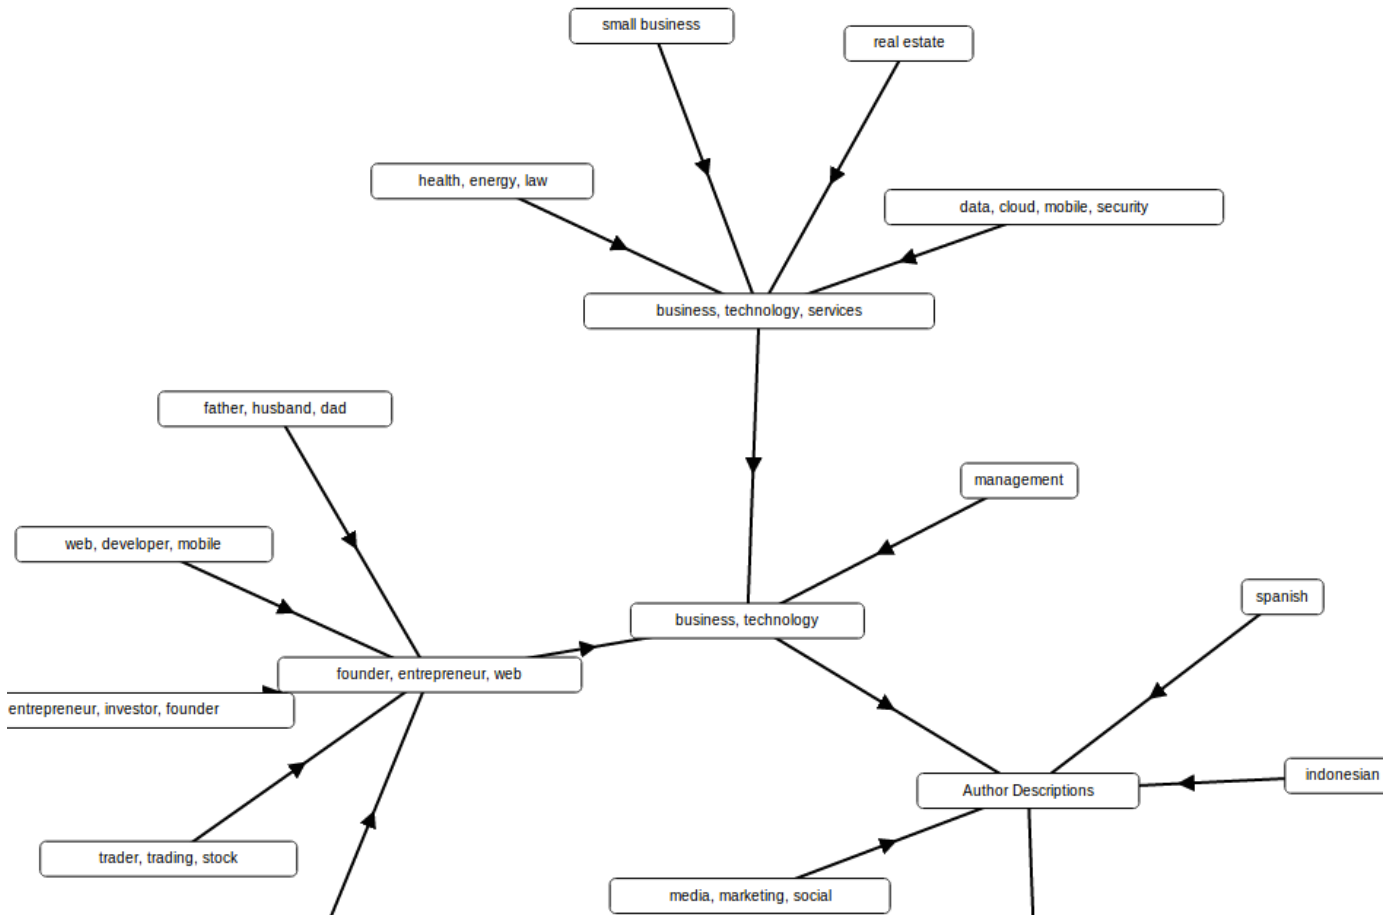 small business
real estate
health, energy, law
data, cloud, mobile, security
business, technology, services
father, husband, dad
management
web, developer, mobile
spanish
business, technology
founder, entrepreneur, web
entrepreneur, investor, founder
indonesian
Author Descriptions
trader, trading, stock
media, marketing, social